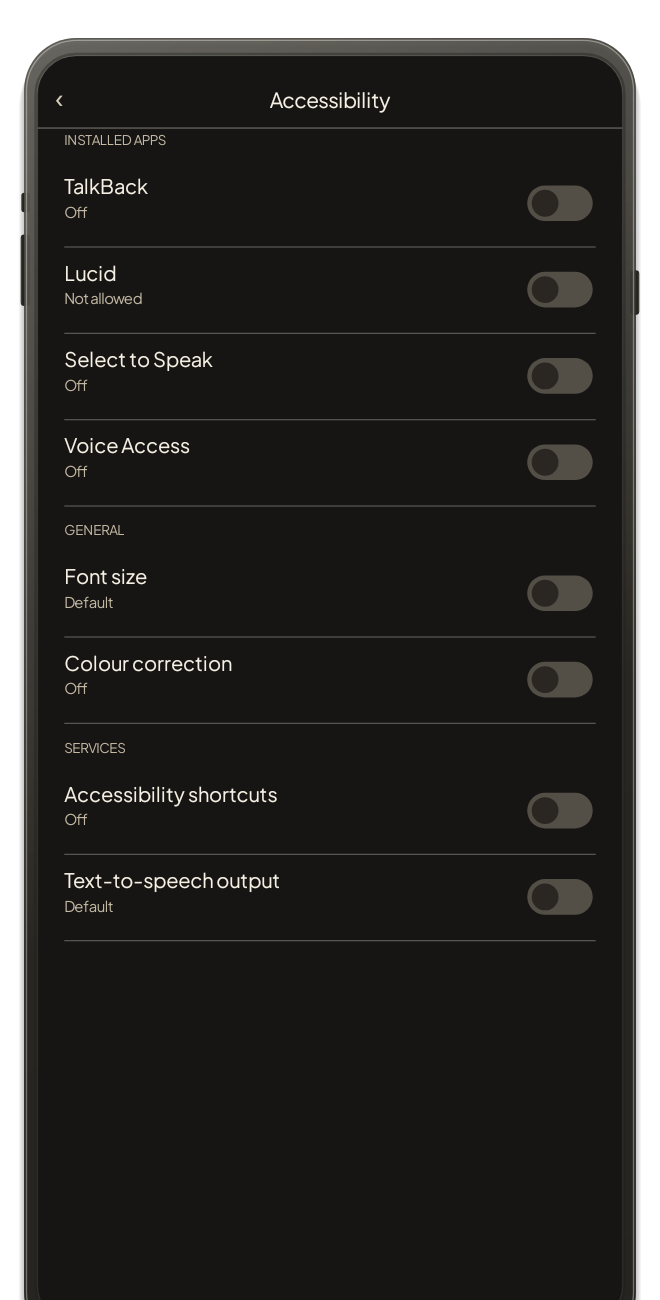 Accessibility
INSTALLED APPS
TalkBack
Off
Lucid
Not allowed
Select to Speak
Off
Voice Access
Off
GENERAL
Font size
Default
Colour correction
Off
SERVICES
Accessibility shortcuts
Off
Text-to-speech output
Default